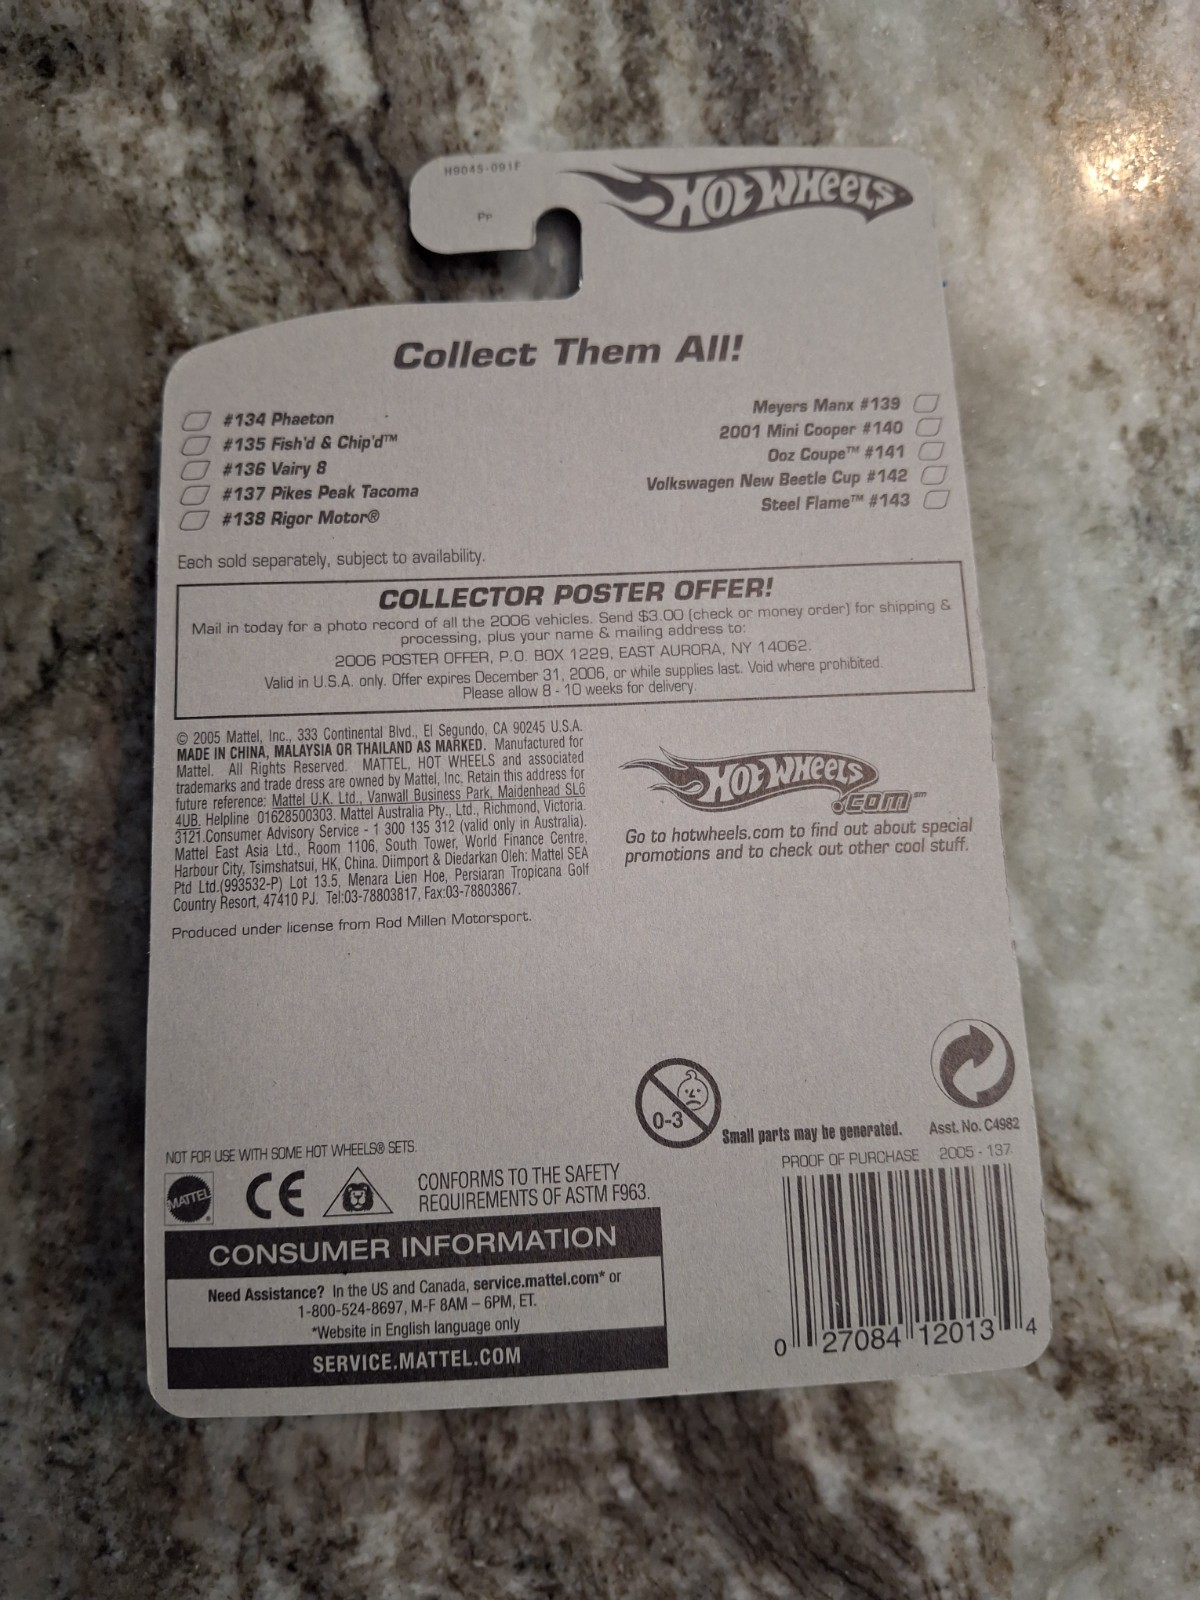 H9045-091F
Pr
HOT WHEELS
Collect Them All!
#134 Phaeton
#135 Fish'd & Chip'd™
#136 Vairy 8
#137 Pikes Peak Tacoma
#138 Rigor Motor®
Meyers Manx #139
2001 Mini Cooper #140
Ooz Coupe™ #141
Volkswagen New Beetle Cup #142
Steel Flame™ #143
Each sold separately, subject to availability.
COLLECTOR POSTER OFFER!
Mail in today for a photo record of all the 2006 vehicles. Send $3.00 (check or money order) for shipping &
processing, plus your name & mailing address to:
2006 POSTER OFFER, P.O. BOX 1229, EAST AURORA, NY 14062.
Valid in U.S.A. only. Offer expires December 31, 2006, or while supplies last. Void where prohibited.
Please allow 8 - 10 weeks for delivery.
© 2005 Mattel, Inc., 333 Continental Blvd., El Segundo, CA 90245 U.S.A.
MADE IN CHINA, MALAYSIA OR THAILAND AS MARKED. Manufactured for
Mattel. All Rights Reserved. MATTEL, HOT WHEELS and associated
trademarks and trade dress are owned by Mattel, Inc. Retain this address for
future reference: Mattel U.K. Ltd., Vanwall Business Park, Maidenhead SL6
4UB. Helpline 01628500303. Mattel Australia Pty., Ltd., Richmond, Victoria.
3121.Consumer Advisory Service - 1 300 135 312 (valid only in Australia).
Mattel East Asia Ltd., Room 1106, South Tower, World Finance Centre,
Harbour City, Tsimshatsui, HK, China. Diimport & Diedarkan Oleh: Mattel SEA
Ptd Ltd.(993532-P) Lot 13.5, Menara Lien Hoe, Persiaran Tropicana Golf
Country Resort, 47410 PJ. Tel:03-78803817, Fax:03-78803867.
Produced under license from Rod Millen Motorsport.
HOT WHEELS
.COM℠
Go to hotwheels.com to find out about special
promotions and to check out other cool stuff.
0-3
Small parts may be generated.
Asst. No. C4982
NOT FOR USE WITH SOME HOT WHEELS® SETS.
MATTEL®
CE
CONFORMS TO THE SAFETY
REQUIREMENTS OF ASTM F963.
CONSUMER INFORMATION
Need Assistance? In the US and Canada, service.mattel.com* or
1-800-524-8697, M-F 8AM – 6PM, ET.
*Website in English language only
SERVICE.MATTEL.COM
PROOF OF PURCHASE 2005 - 137
0 27084 12013 4